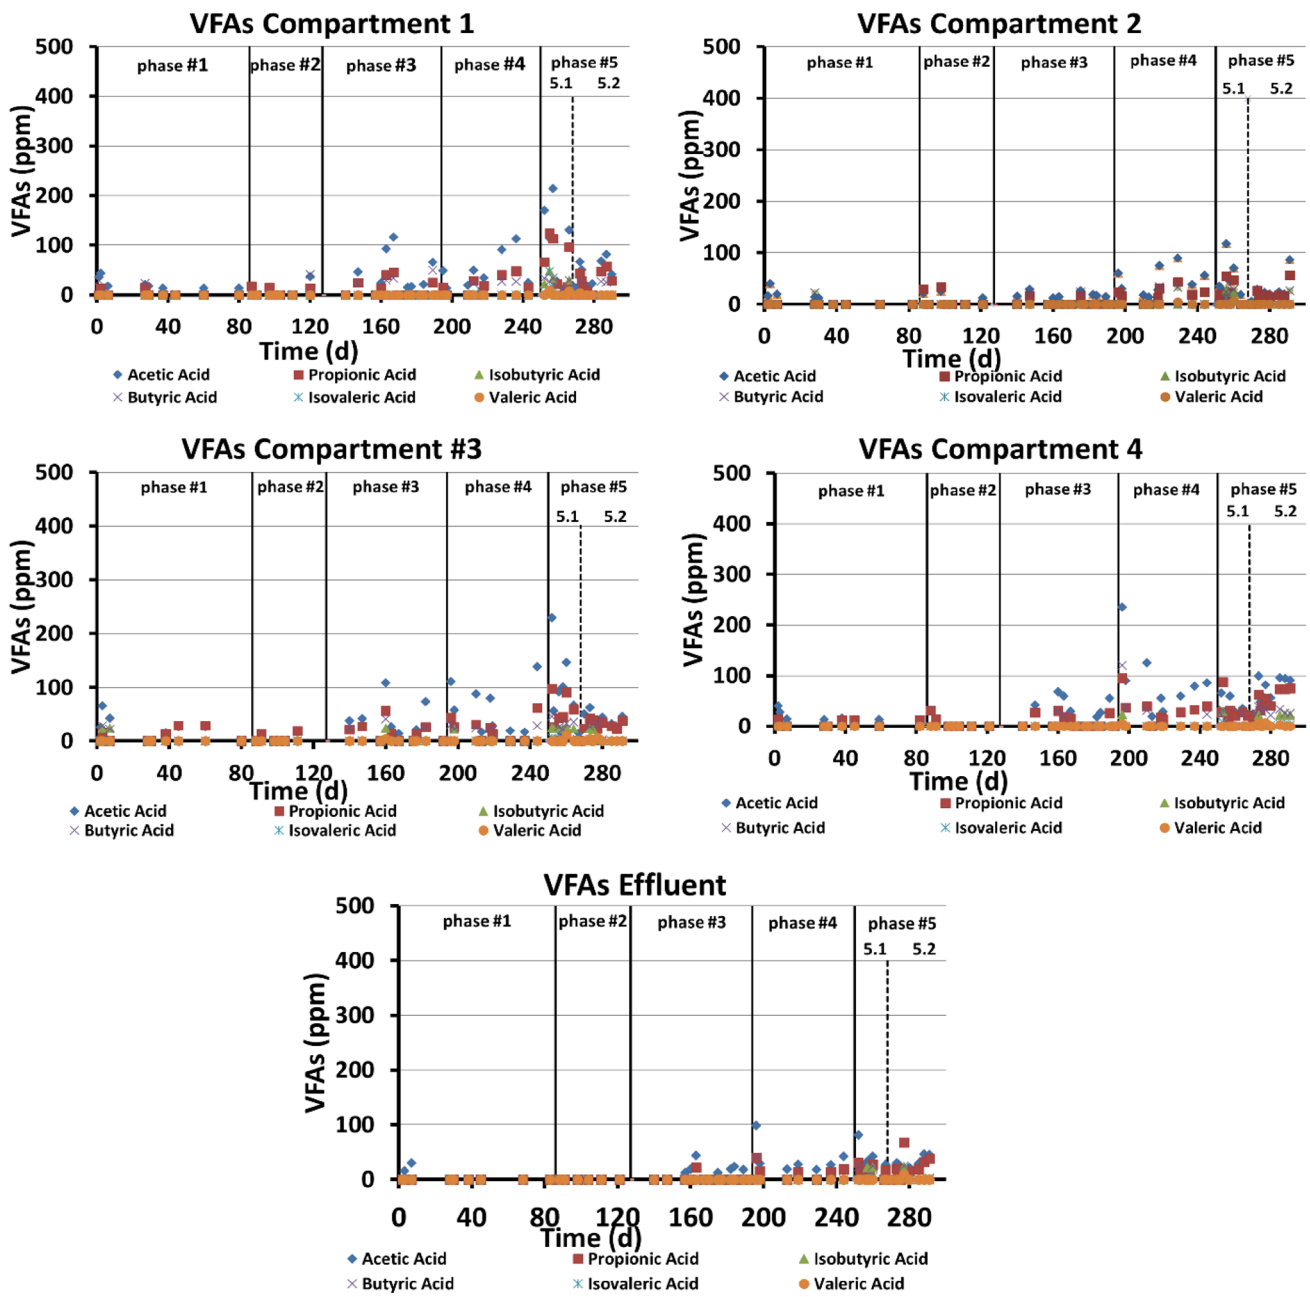 VFAs Compartment 1
500
400
300
200
100
0
VFAs (ppm)
phase #1
phase #2
phase #3
phase #4
phase #5
5.1
5.2
0 40 80 120 160 200 240 280
Time (d)
Acetic Acid Propionic Acid Isobutyric Acid
Butyric Acid Isovaleric Acid Valeric Acid
VFAs Compartment 2
500
400
300
200
100
0
VFAs (ppm)
phase #1
phase #2
phase #3
phase #4
phase #5
5.1
5.2
0 40 80 120 160 200 240 280
Time (d)
Acetic Acid Propionic Acid Isobutyric Acid
Butyric Acid Isovaleric Acid Valeric Acid
VFAs Compartment #3
500
400
300
200
100
0
VFAs (ppm)
phase #1
phase #2
phase #3
phase #4
phase #5
5.1
5.2
0 40 80 120 160 200 240 280
Time (d)
Acetic Acid Propionic Acid Isobutyric Acid
Butyric Acid Isovaleric Acid Valeric Acid
VFAs Compartment 4
500
400
300
200
100
0
VFAs (ppm)
phase #1
phase #2
phase #3
phase #4
phase #5
5.1
5.2
0 40 80 120 160 200 240 280
Time (d)
Acetic Acid Propionic Acid Isobutyric Acid
Butyric Acid Isovaleric Acid Valeric Acid
VFAs Effluent
500
400
300
200
100
0
VFAs (ppm)
phase #1
phase #2
phase #3
phase #4
phase #5
5.1
5.2
0 40 80 120 160 200 240 280
Time (d)
Acetic Acid Propionic Acid Isobutyric Acid
Butyric Acid Isovaleric Acid Valeric Acid